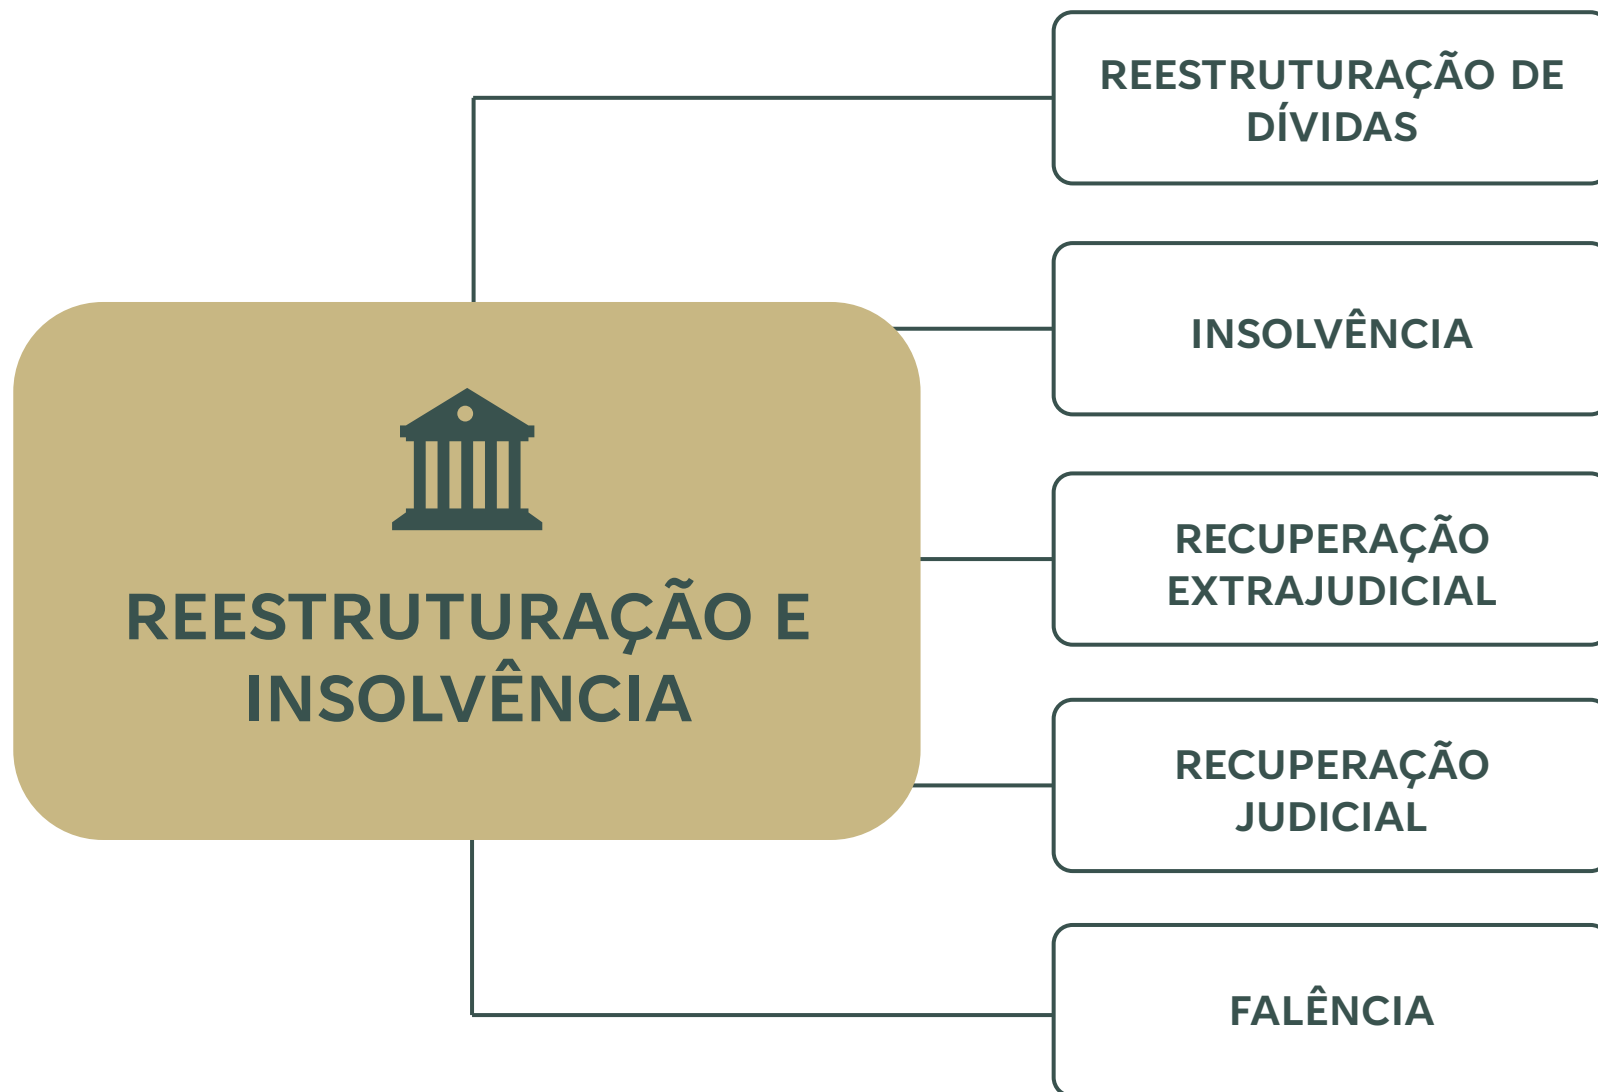 REESTRUTURAÇÃO DE
DÍVIDAS
INSOLVÊNCIA
RECUPERAÇÃO
EXTRAJUDICIAL
REESTRUTURAÇÃO E
INSOLVÊNCIA
RECUPERAÇÃO
JUDICIAL
FALÊNCIA